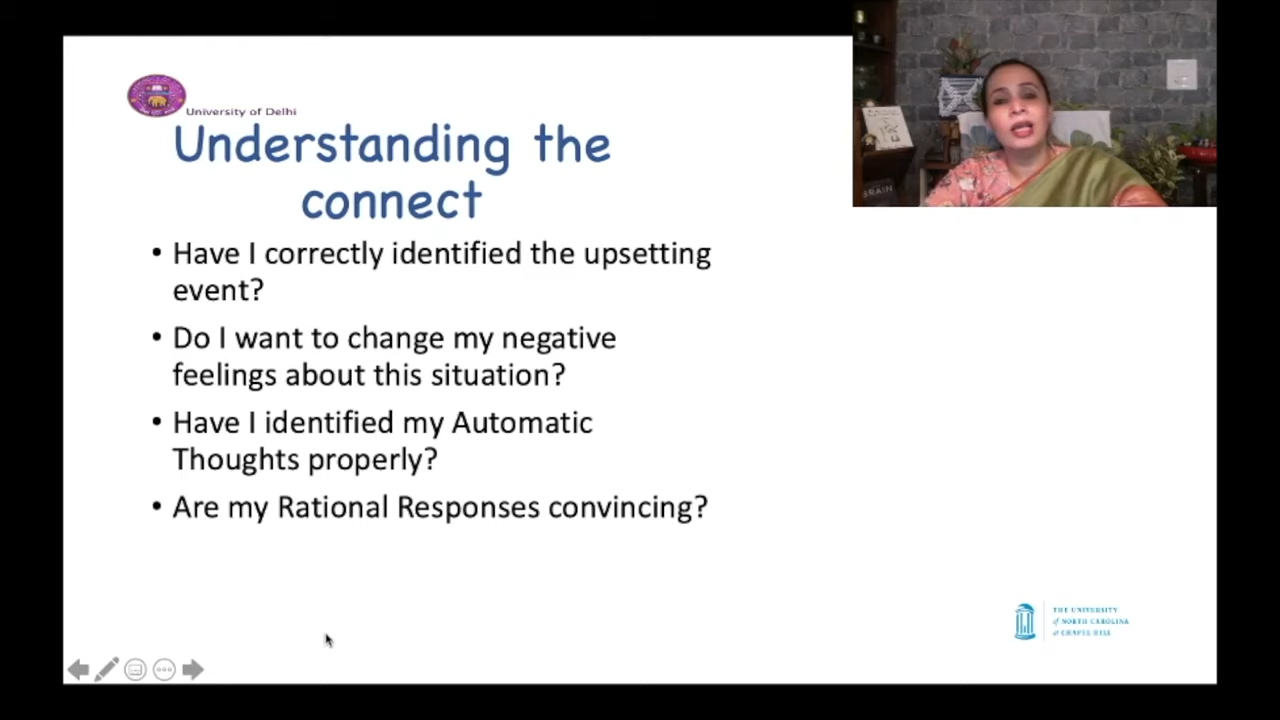 University of Delhi
Understanding the
connect
• Have I correctly identified the upsetting
event?
• Do I want to change my negative
feelings about this situation?
• Have I identified my Automatic
Thoughts properly?
• Are my Rational Responses convincing?
BRAIN
THE UNIVERSITY
of NORTH CAROLINA
at CHAPEL HILL